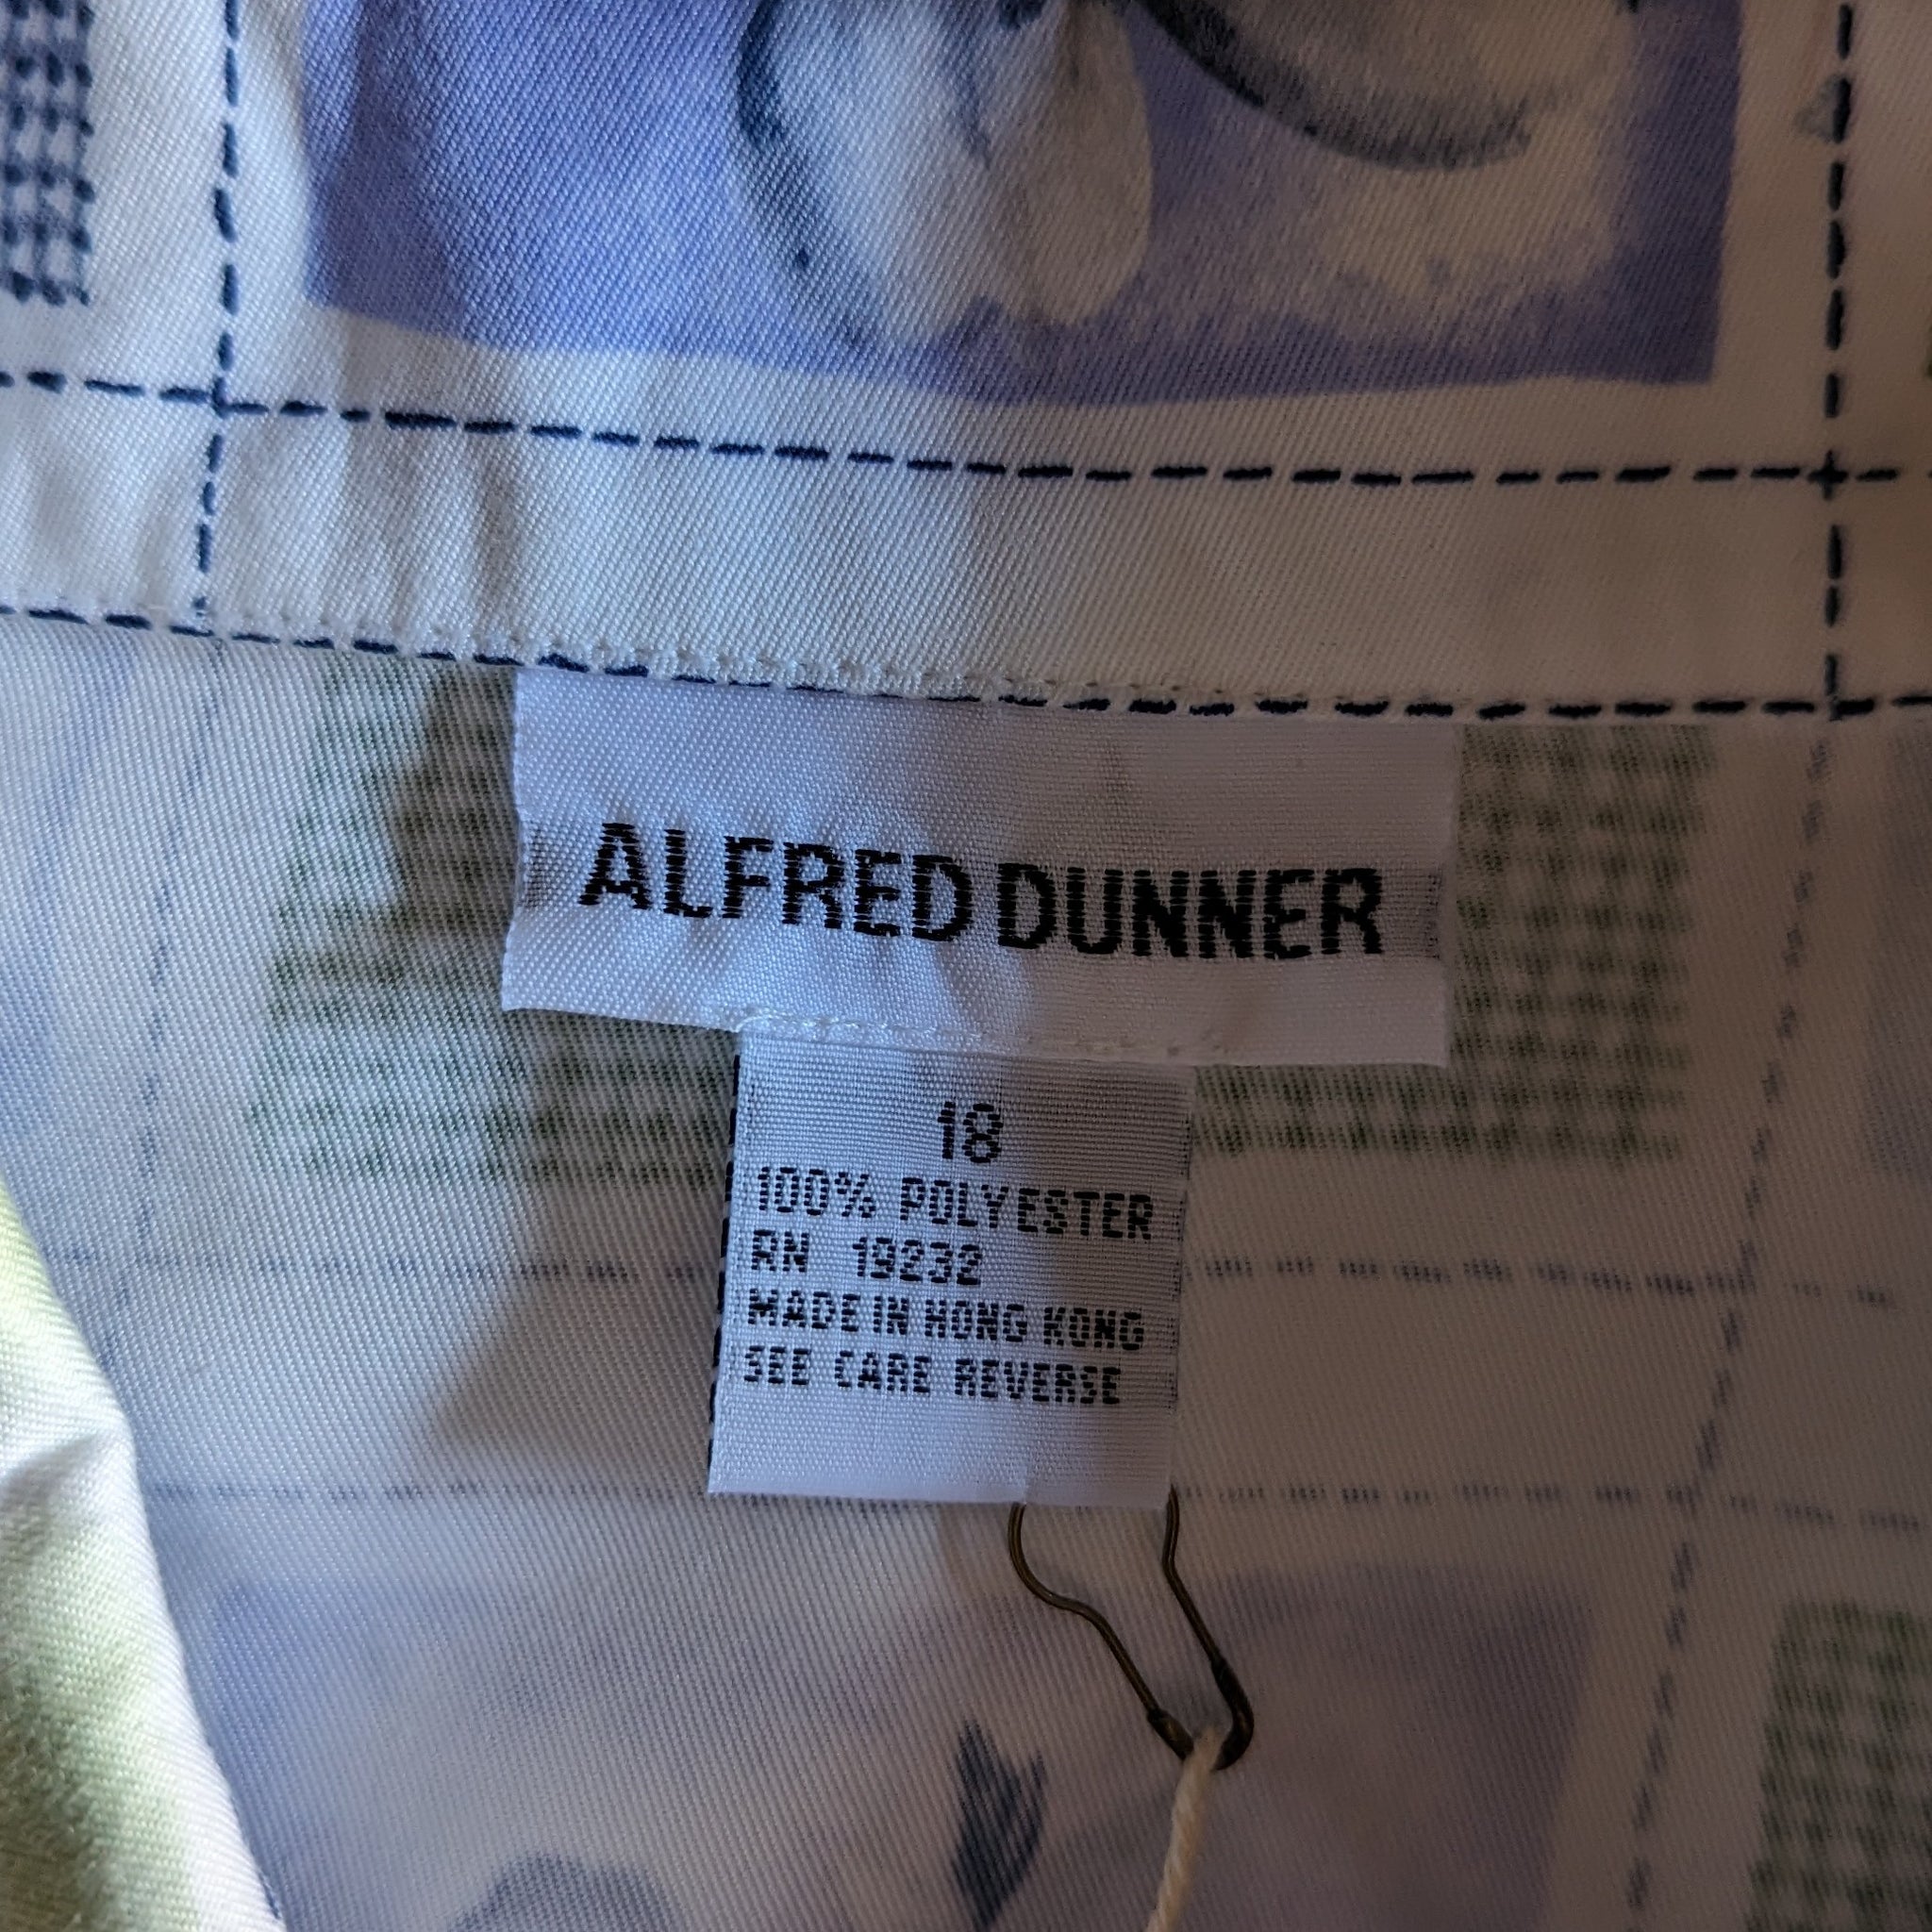 ALFRED DUNNER
18
100% POLYESTER
RN 19232
MADE IN HONG KONG
SEE CARE REVERSE